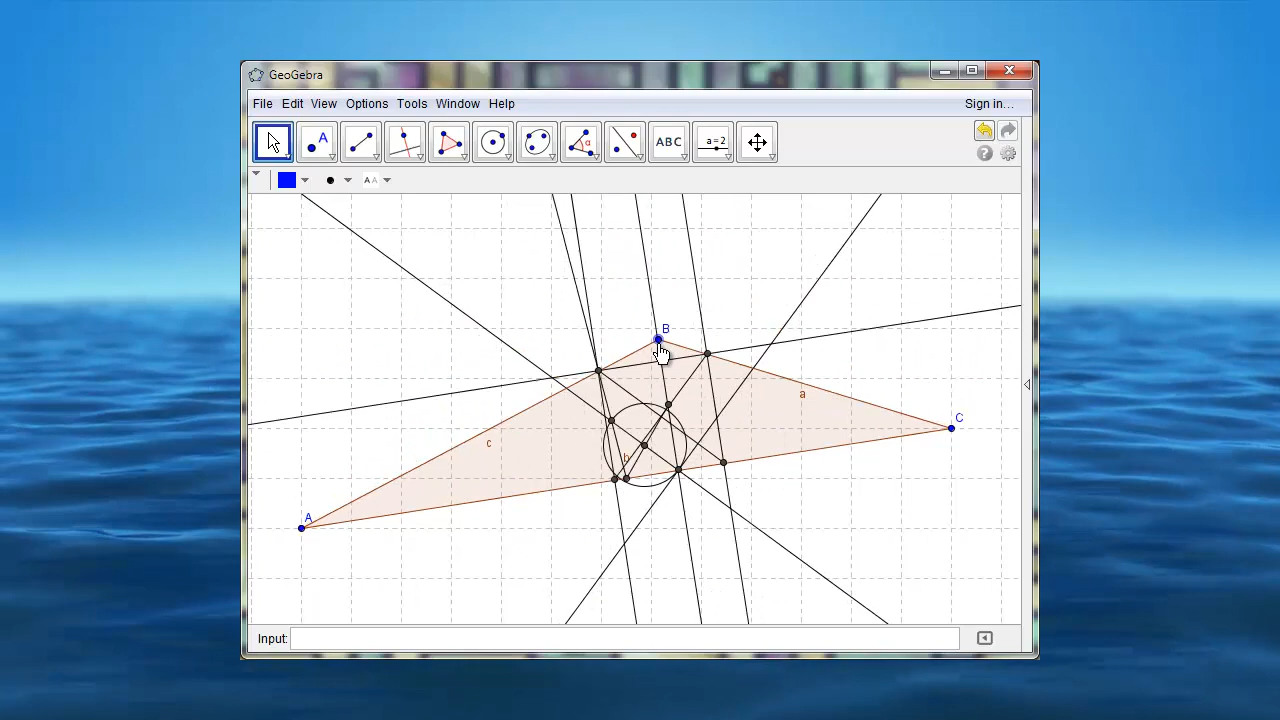 GeoGebra
File Edit View Options Tools Window Help Sign in...
A α ABC a=2
A A
B
a
c
b
C
A
Input: